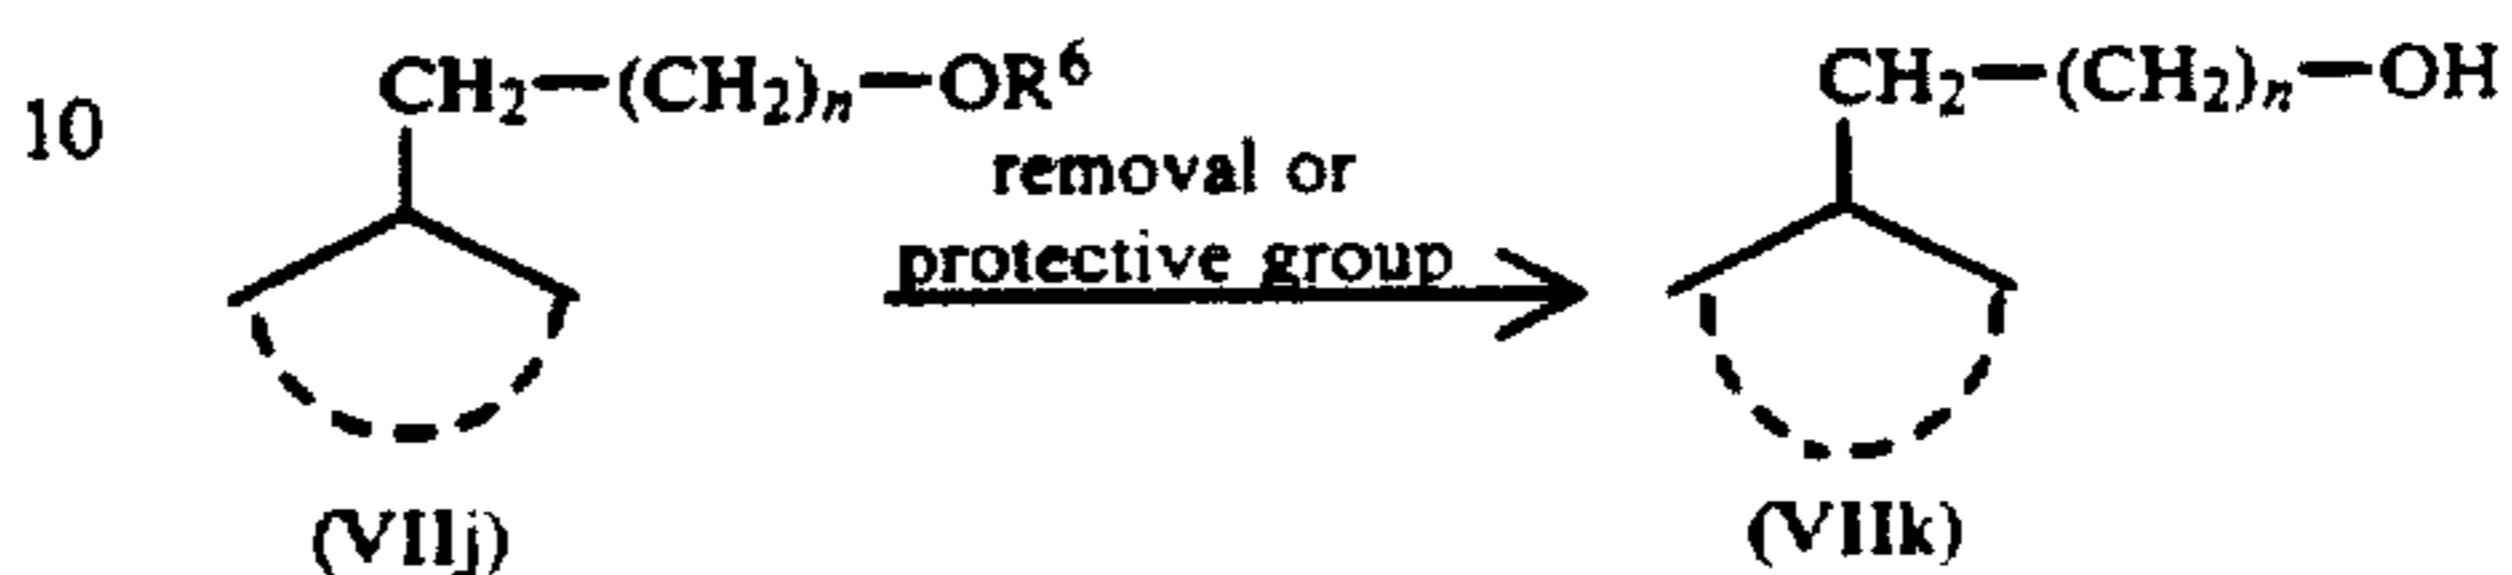 CH₂—(CH₂)ₙ—OR⁶
CH₂—(CH₂)ₙ—OH
10
removal or
protective group
(VIIj)
(VIIk)